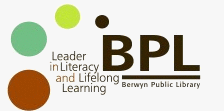 Leader
in Literacy
and Lifelong
Learning
BPL
Berwyn Public Library